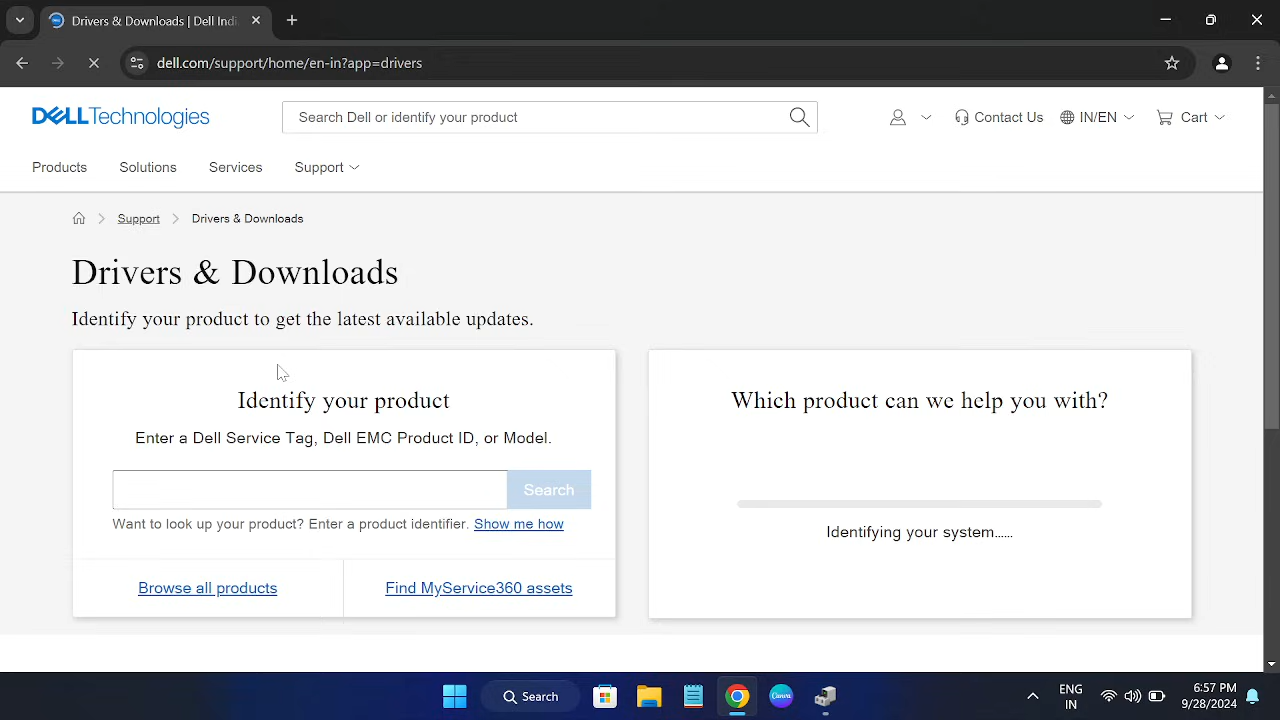 Drivers & Downloads | Dell Indi
dell.com/support/home/en-in?app=drivers
DELLTechnologies
Search Dell or identify your product
Contact Us
IN/EN
Cart
Products
Solutions
Services
Support
Support
Drivers & Downloads
Drivers & Downloads
Identify your product to get the latest available updates.
Identify your product
Enter a Dell Service Tag, Dell EMC Product ID, or Model.
Search
Want to look up your product? Enter a product identifier. Show me how
Browse all products
Find MyService360 assets
Which product can we help you with?
Identifying your system......
Search
Canva
ENG
IN
6:57 PM
9/28/2024